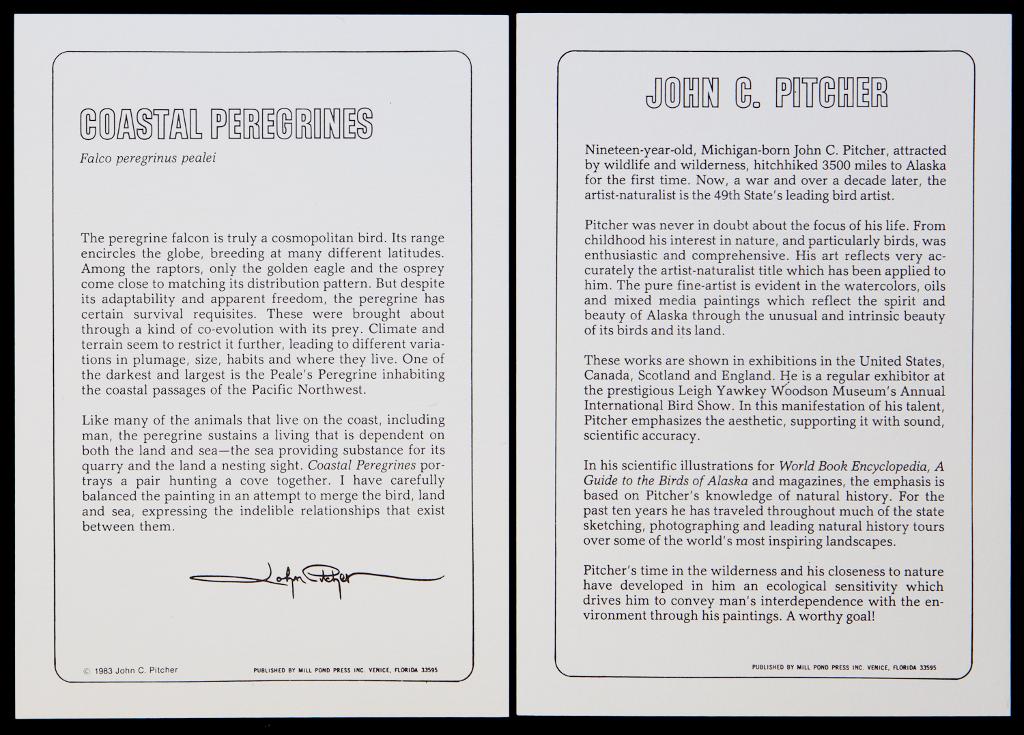 COASTAL PEREGRINES
Falco peregrinus pealei
The peregrine falcon is truly a cosmopolitan bird. Its range
encircles the globe, breeding at many different latitudes.
Among the raptors, only the golden eagle and the osprey
come close to matching its distribution pattern. But despite
its adaptability and apparent freedom, the peregrine has
certain survival requisites. These were brought about
through a kind of co-evolution with its prey. Climate and
terrain seem to restrict it further, leading to different varia-
tions in plumage, size, habits and where they live. One of
the darkest and largest is the Peale's Peregrine inhabiting
the coastal passages of the Pacific Northwest.
Like many of the animals that live on the coast, including
man, the peregrine sustains a living that is dependent on
both the land and sea—the sea providing substance for its
quarry and the land a nesting sight. Coastal Peregrines por-
trays a pair hunting a cove together. I have carefully
balanced the painting in an attempt to merge the bird, land
and sea, expressing the indelible relationships that exist
between them.
John Pitcher
© 1983 John C. Pitcher
PUBLISHED BY MILL POND PRESS INC. VENICE, FLORIDA 33595
JOHN C. PITCHER
Nineteen-year-old, Michigan-born John C. Pitcher, attracted
by wildlife and wilderness, hitchhiked 3500 miles to Alaska
for the first time. Now, a war and over a decade later, the
artist-naturalist is the 49th State's leading bird artist.
Pitcher was never in doubt about the focus of his life. From
childhood his interest in nature, and particularly birds, was
enthusiastic and comprehensive. His art reflects very ac-
curately the artist-naturalist title which has been applied to
him. The pure fine-artist is evident in the watercolors, oils
and mixed media paintings which reflect the spirit and
beauty of Alaska through the unusual and intrinsic beauty
of its birds and its land.
These works are shown in exhibitions in the United States,
Canada, Scotland and England. He is a regular exhibitor at
the prestigious Leigh Yawkey Woodson Museum's Annual
International Bird Show. In this manifestation of his talent,
Pitcher emphasizes the aesthetic, supporting it with sound,
scientific accuracy.
In his scientific illustrations for World Book Encyclopedia, A
Guide to the Birds of Alaska and magazines, the emphasis is
based on Pitcher's knowledge of natural history. For the
past ten years he has traveled throughout much of the state
sketching, photographing and leading natural history tours
over some of the world's most inspiring landscapes.
Pitcher's time in the wilderness and his closeness to nature
have developed in him an ecological sensitivity which
drives him to convey man's interdependence with the en-
vironment through his paintings. A worthy goal!
PUBLISHED BY MILL POND PRESS INC. VENICE, FLORIDA 33595